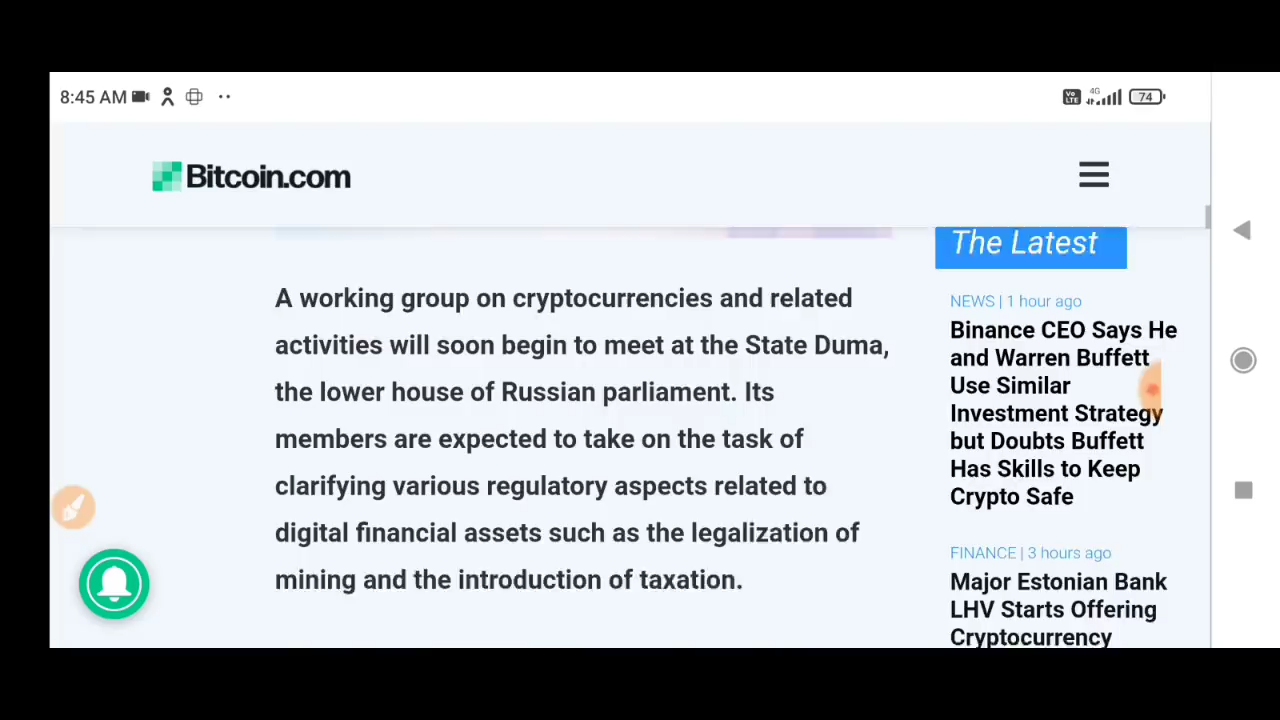 8:45 AM
Vo LTE 4G 74
Bitcoin.com
A working group on cryptocurrencies and related
activities will soon begin to meet at the State Duma,
the lower house of Russian parliament. Its
members are expected to take on the task of
clarifying various regulatory aspects related to
digital financial assets such as the legalization of
mining and the introduction of taxation.
The Latest
NEWS | 1 hour ago
Binance CEO Says He
and Warren Buffett
Use Similar
Investment Strategy
but Doubts Buffett
Has Skills to Keep
Crypto Safe
FINANCE | 3 hours ago
Major Estonian Bank
LHV Starts Offering
Cryptocurrency